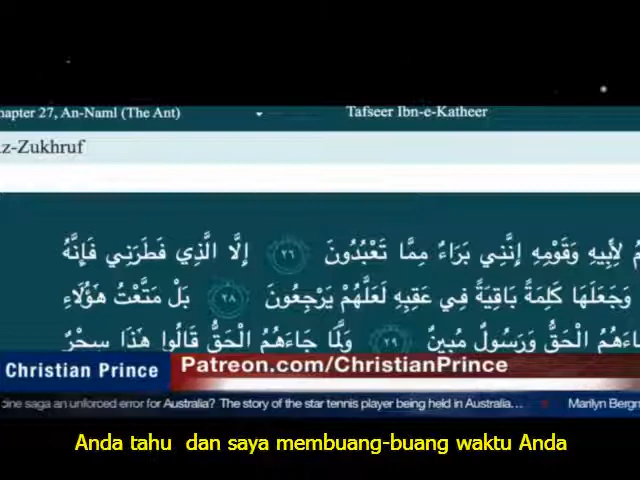 hapter 27, An-Naml (The Ant)
Tafseer Ibn-e-Katheer
z-Zukhruf
لِأَبِيهِ وَقَوْمِهِ إِنَّنِي بَرَاءٌ مِمَّا تَعْبُدُونَ ٢٦ إِلَّا الَّذِي فَطَرَنِي فَإِنَّهُ
وَجَعَلَهَا كَلِمَةً بَاقِيَةً فِي عَقِبِهِ لَعَلَّهُمْ يَرْجِعُونَ ٢٨ بَلْ مَتَّعْتُ هَؤُلَاءِ
جَاءَهُمُ الْحَقُّ وَرَسُولٌ مُبِينٌ ٢٩ وَلَمَّا جَاءَهُمُ الْحَقُّ قَالُوا هَذَا سِحْرٌ
Christian Prince
Patreon.com/ChristianPrince
cine saga an unforced error for Australia? The story of the star tennis player being held in Australia... Marilyn Bergm
Anda tahu dan saya membuang-buang waktu Anda